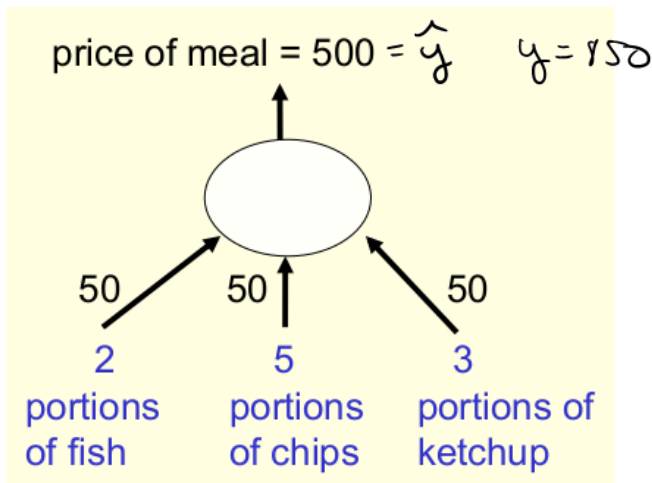 price of meal = 500 = ŷ y = 850
50 50 50
2 5 3
portions portions portions of
of fish of chips ketchup